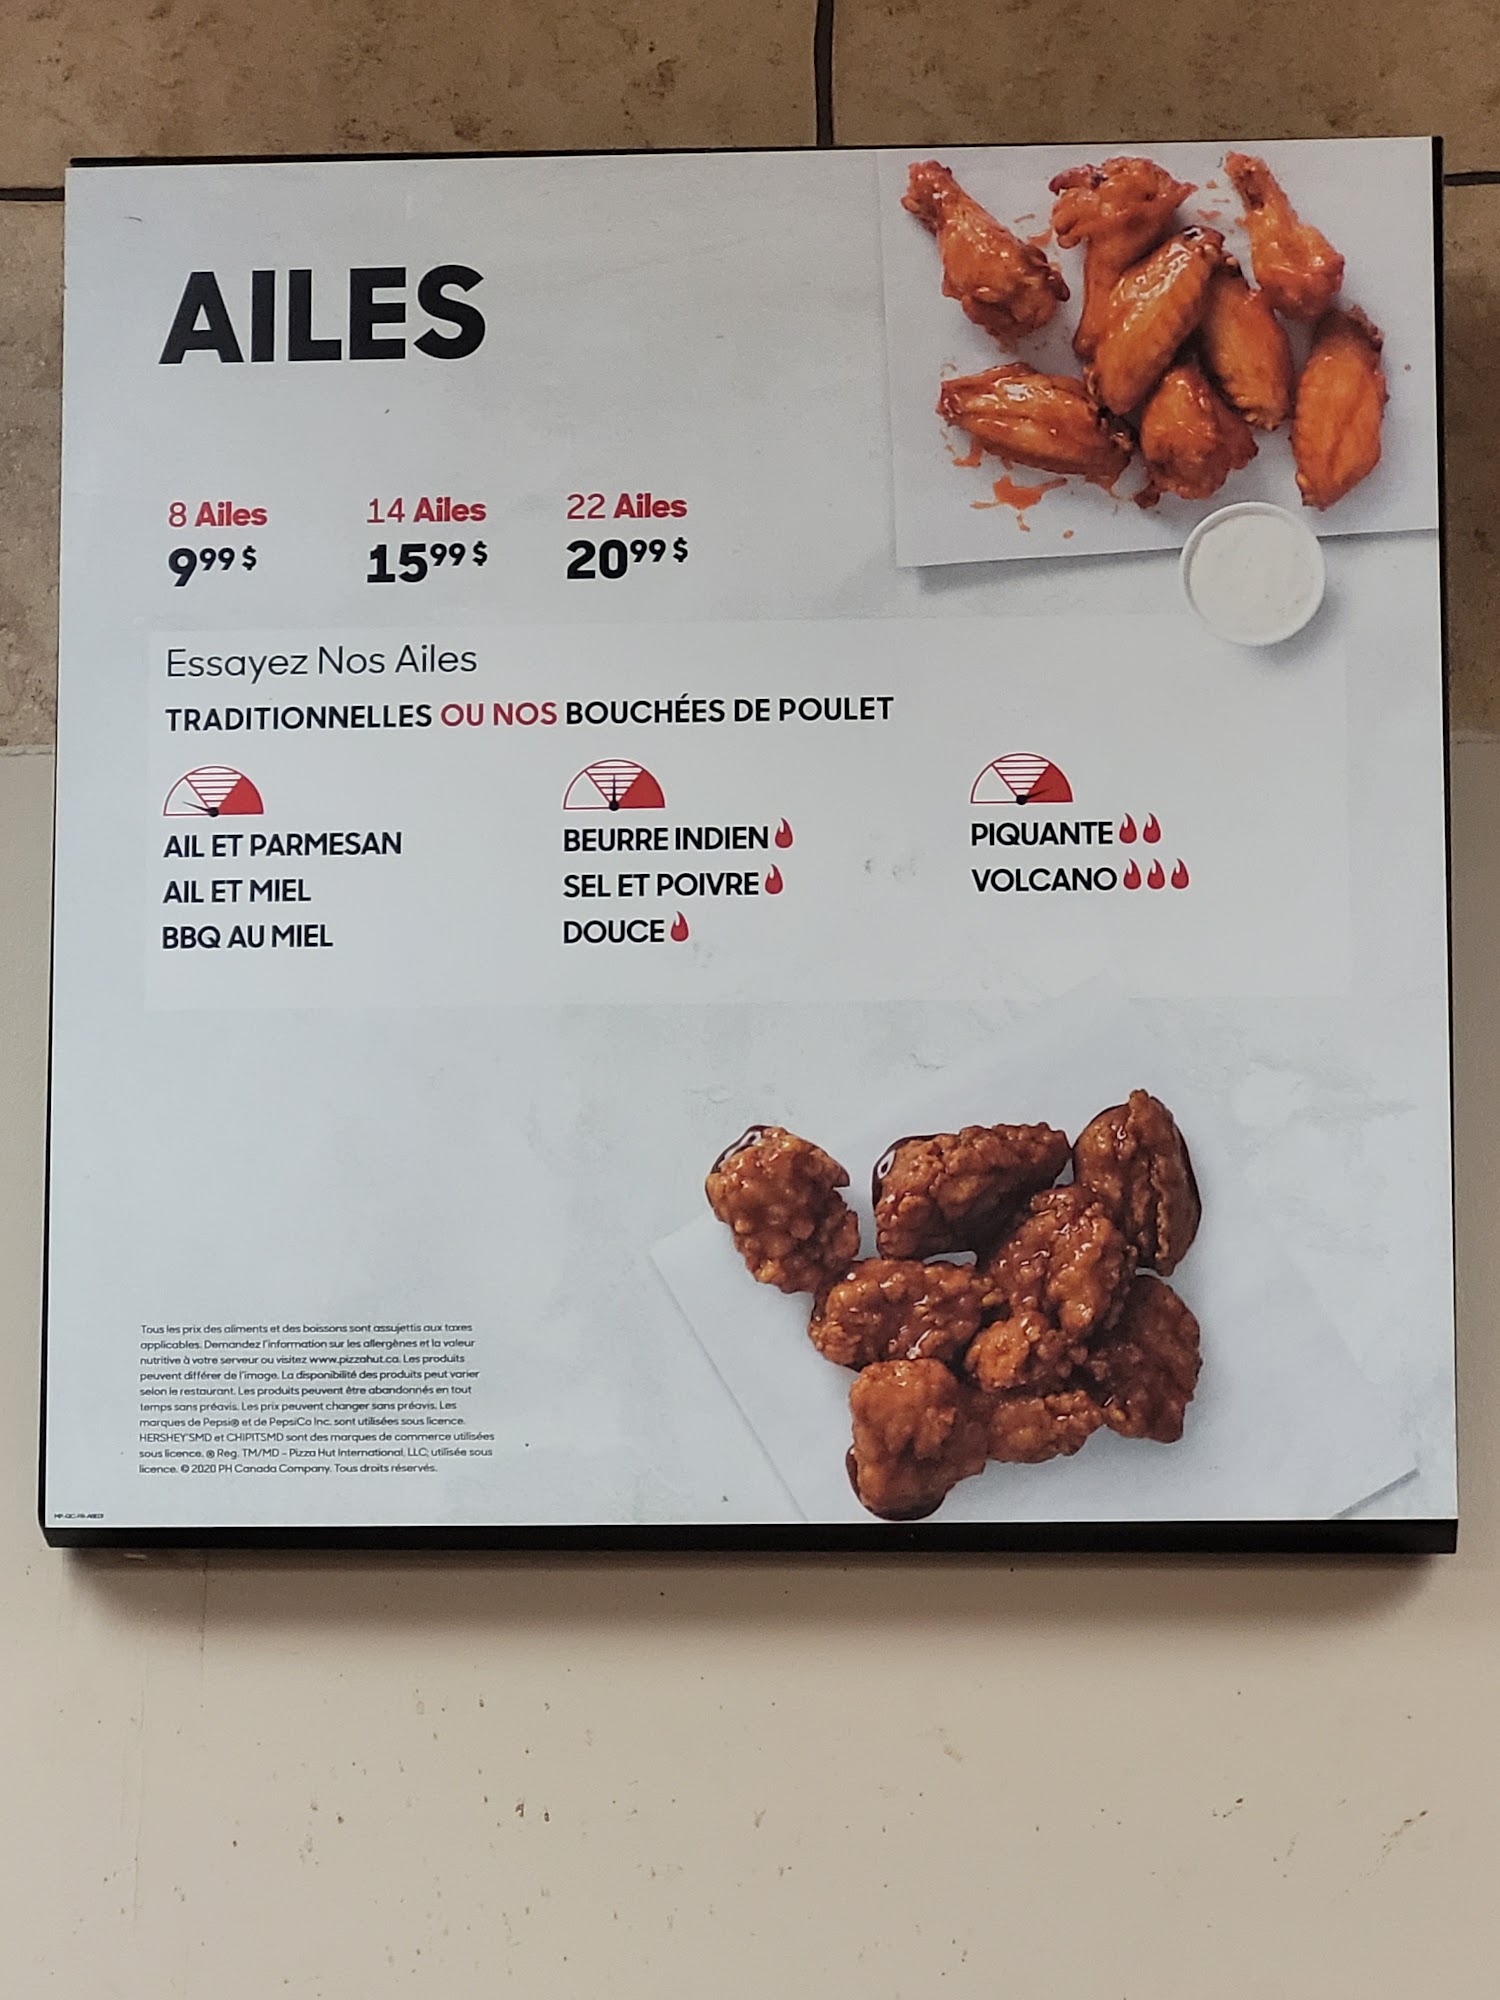 AILES
8 Ailes 14 Ailes 22 Ailes
9⁹⁹ $ 15⁹⁹ $ 20⁹⁹ $
Essayez Nos Ailes
TRADITIONNELLES OU NOS BOUCHÉES DE POULET
AIL ET PARMESAN
AIL ET MIEL
BBQ AU MIEL
BEURRE INDIEN
SEL ET POIVRE
DOUCE
PIQUANTE
VOLCANO
Tous les prix des aliments et des boissons sont assujettis aux taxes
applicables. Demandez l'information sur les allergènes et la valeur
nutritive à votre serveur ou visitez www.pizzahut.ca. Les produits
peuvent différer de l'image. La disponibilité des produits peut varier
selon le restaurant. Les produits peuvent être abandonnés en tout
temps sans préavis. Les prix peuvent changer sans préavis. Les
marques de Pepsi® et de PepsiCo Inc. sont utilisées sous licence.
HERSHEY'SMD et CHIPITSMD sont des marques de commerce utilisées
sous licence. ® Reg. TM/MD - Pizza Hut International, LLC; utilisée sous
licence. © 2020 PH Canada Company. Tous droits réservés.